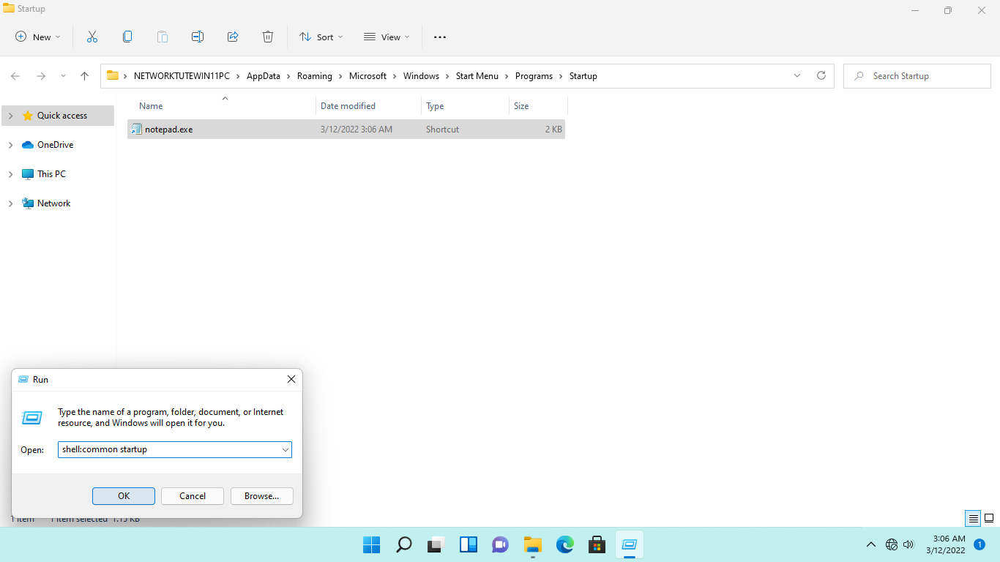 Startup
New
Sort
View
NETWORKTUTEWIN11PC > AppData > Roaming > Microsoft > Windows > Start Menu > Programs > Startup
Search Startup
Name
Date modified
Type
Size
Quick access
notepad.exe
3/12/2022 3:06 AM
Shortcut
2 KB
OneDrive
This PC
Network
Run
Type the name of a program, folder, document, or Internet
resource, and Windows will open it for you.
Open:
shell:common startup
OK
Cancel
Browse...
1 item
1 item selected 1.15 KB
3:06 AM
3/12/2022
1